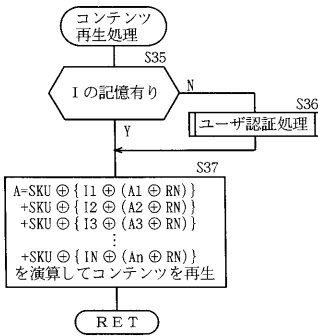 コンテンツ
再生処理
S35
Iの記憶有り
N
S36
ユーザ認証処理
Y
S37
A=SKU⊕{I1⊕(A1⊕RN)}
+SKU⊕{I2⊕(A2⊕RN)}
+SKU⊕{I3⊕(A3⊕RN)}
⋮
+SKU⊕{IN⊕(An⊕RN)}
を演算してコンテンツを再生
RET